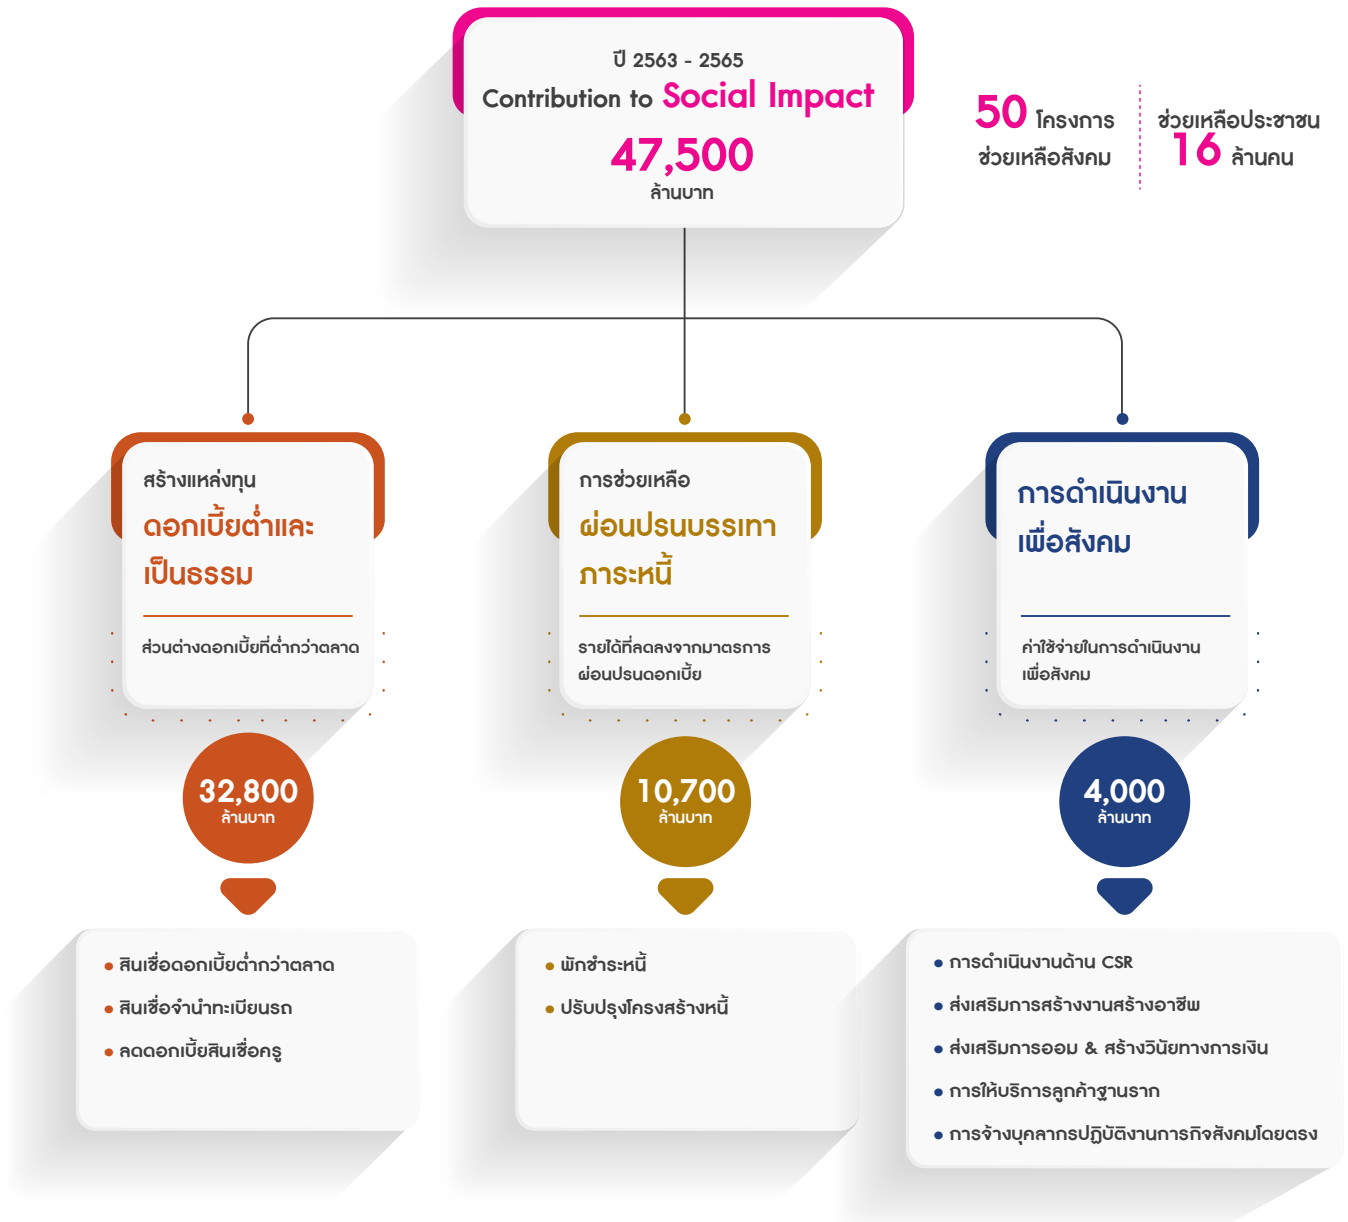 ปี 2563 - 2565
Contribution to Social Impact
47,500
ล้านบาท
50 โครงการ
ช่วยเหลือสังคม
ช่วยเหลือประชาชน
16 ล้านคน
สร้างแหล่งทุน
ดอกเบี้ยต่ำและ
เป็นธรรม
ส่วนต่างดอกเบี้ยที่ต่ำกว่าตลาด
32,800
ล้านบาท
• สินเชื่อดอกเบี้ยต่ำกว่าตลาด
• สินเชื่อจำนำทะเบียนรถ
• ลดดอกเบี้ยสินเชื่อครู
การช่วยเหลือ
ผ่อนปรนบรรเทา
ภาระหนี้
รายได้ที่ลดลงจากมาตรการ
ผ่อนปรนดอกเบี้ย
10,700
ล้านบาท
• พักชำระหนี้
• ปรับปรุงโครงสร้างหนี้
การดำเนินงาน
เพื่อสังคม
ค่าใช้จ่ายในการดำเนินงาน
เพื่อสังคม
4,000
ล้านบาท
• การดำเนินงานด้าน CSR
• ส่งเสริมการสร้างงานสร้างอาชีพ
• ส่งเสริมการออม & สร้างวินัยทางการเงิน
• การให้บริการลูกค้าฐานราก
• การจ้างบุคลากรปฏิบัติงานภารกิจสังคมโดยตรง